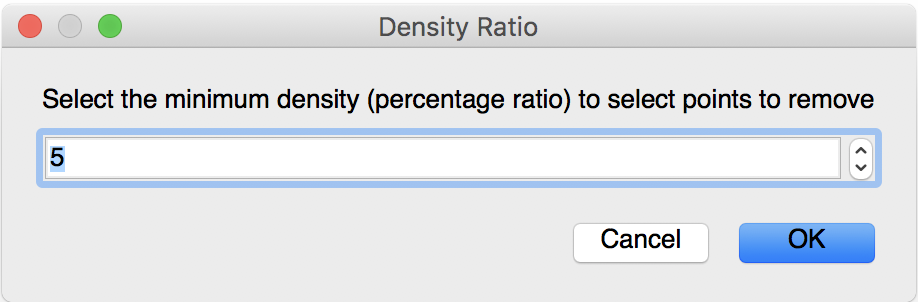 Density Ratio
Select the minimum density (percentage ratio) to select points to remove
5
Cancel OK